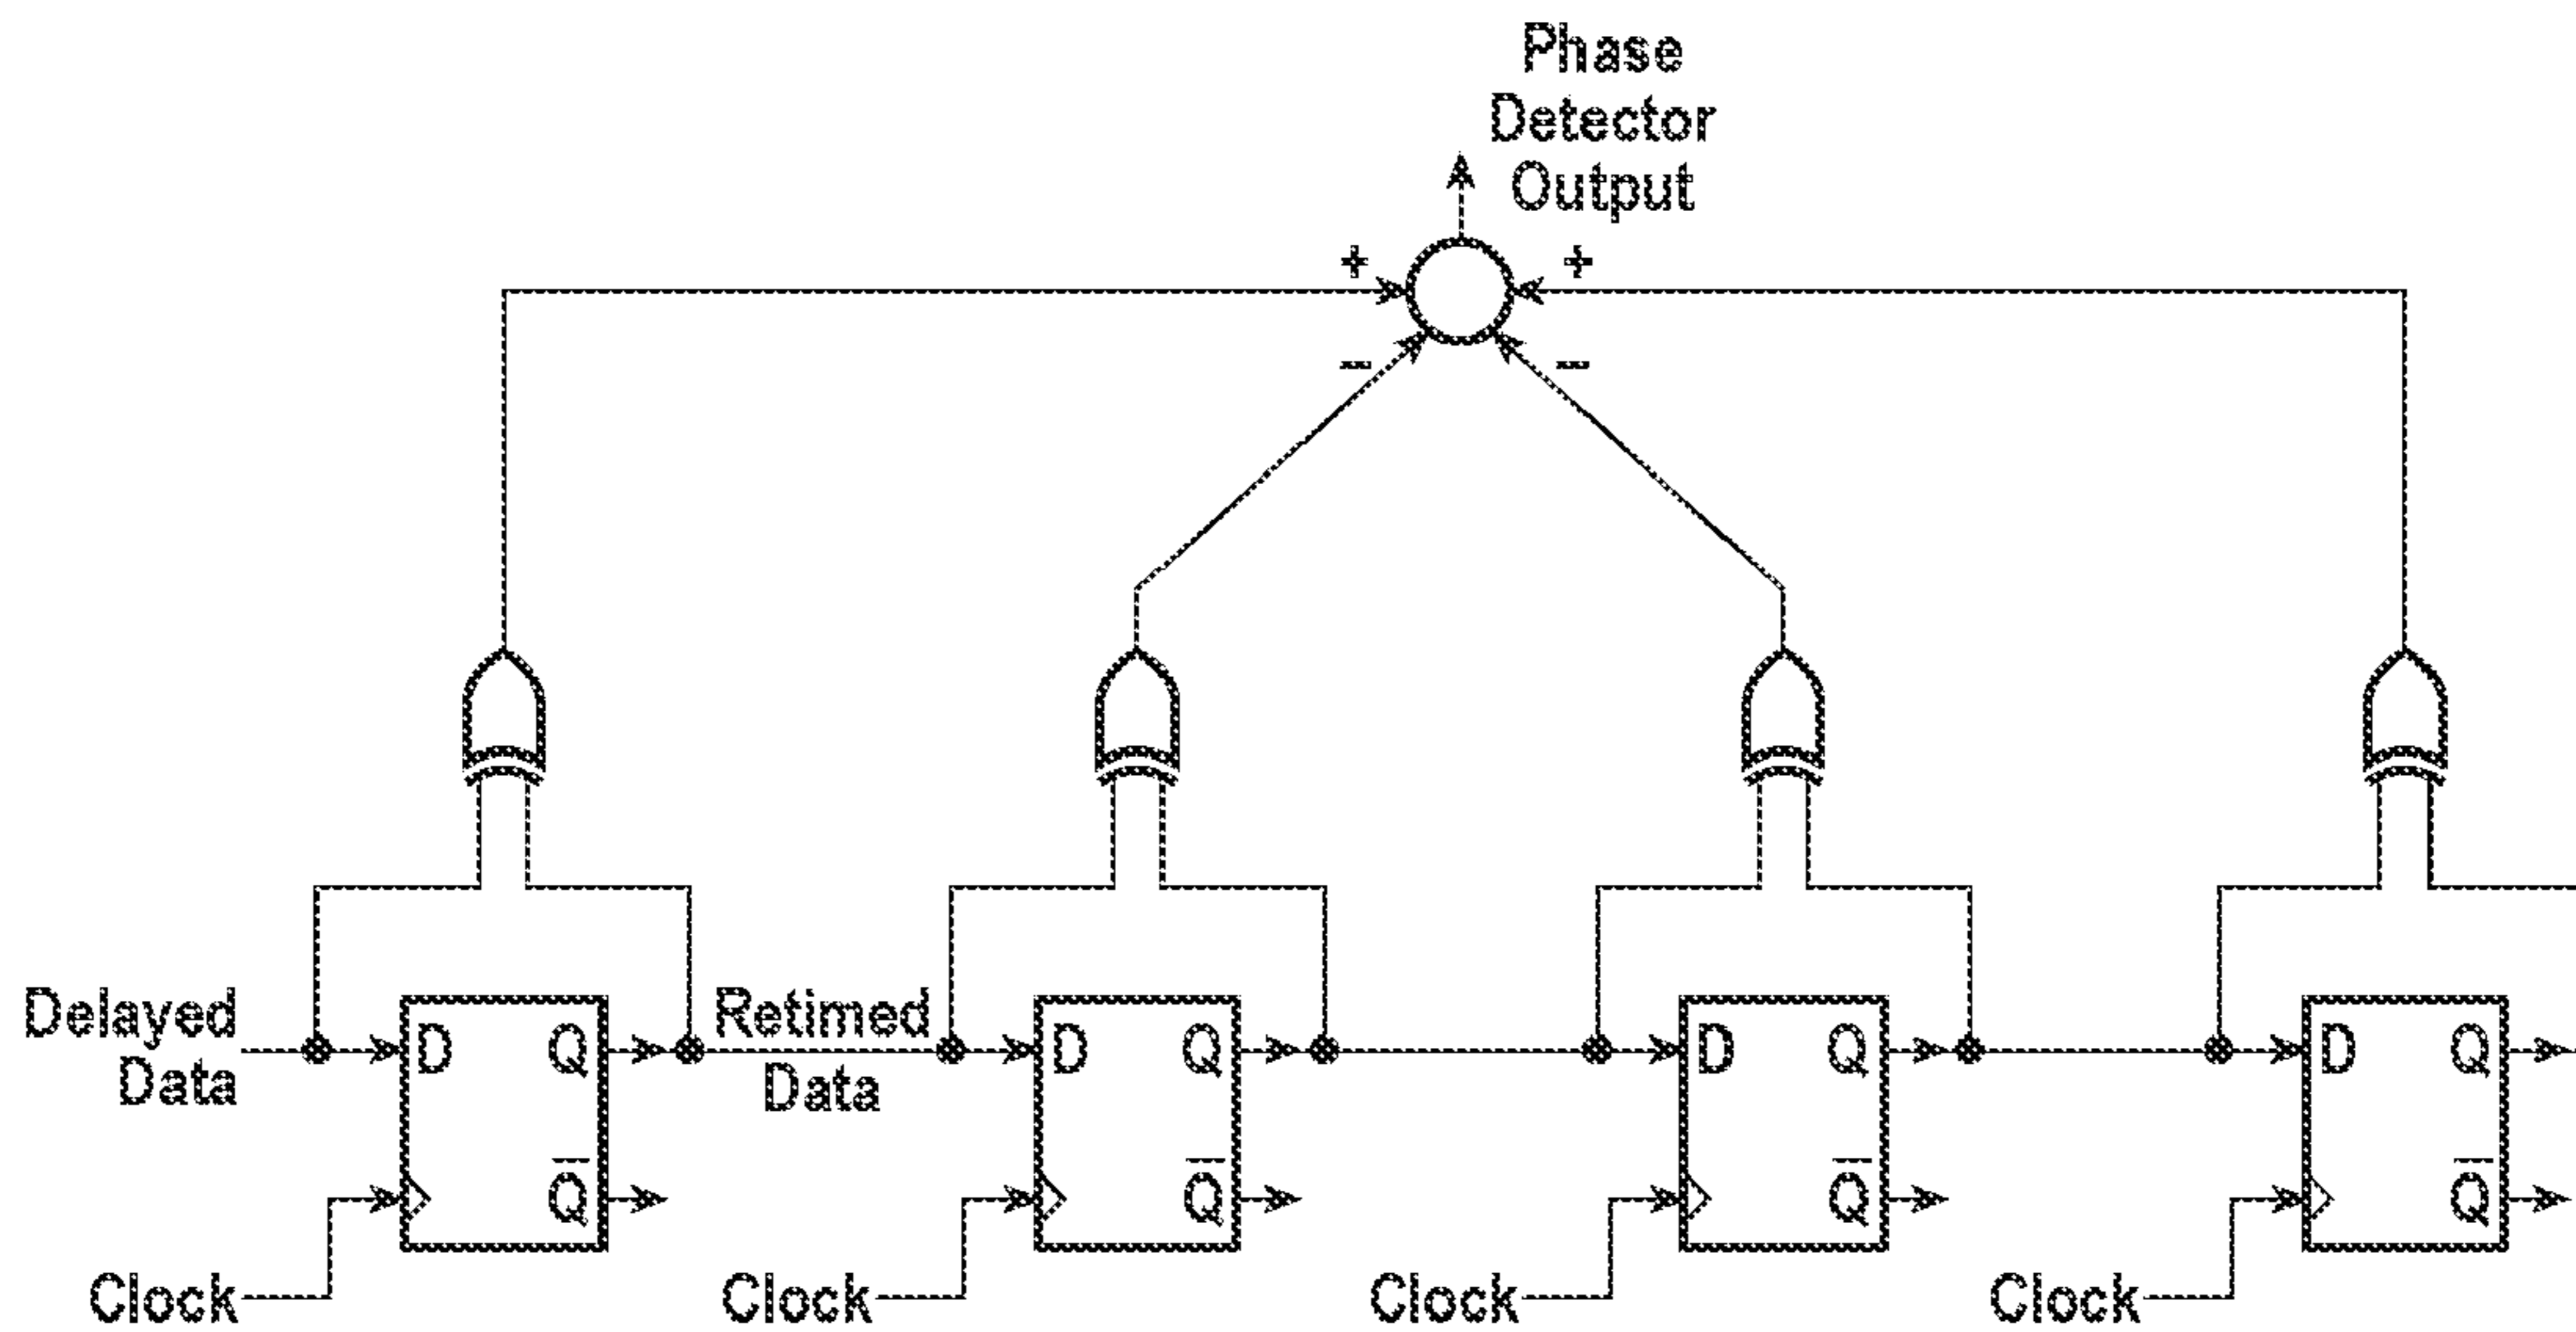 Phase
Detector
Output
+ +
− −
Delayed
Data
Retimed
Data
D Q
Q̅
D Q
Q̅
D Q
Q̅
D Q
Q̅
Clock
Clock
Clock
Clock